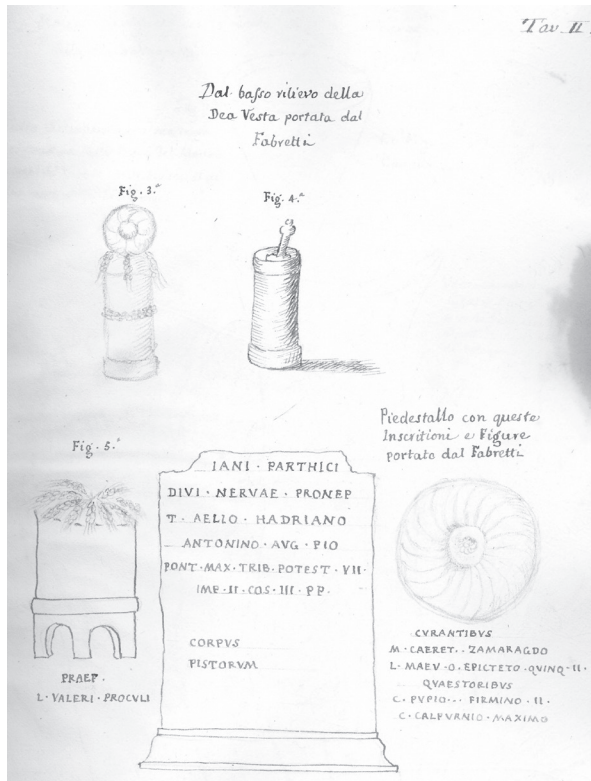 Tav II.
Dal basso rilievo della
Dea Vesta portata dal
Fabretti
Fig. 3.ª
Fig. 4.ª
Piedestallo con queste
Inscritioni e Figure
portato dal Fabretti
Fig. 5.ª
IANI · PARTHICI
DIVI · NERVAE · PRONEP
T · AELIO · HADRIANO
ANTONINO · AVG · PIO
PONT · MAX · TRIB · POTEST · VII ·
IMP · II · COS · III · PP ·
CORPVS
PISTORVM
PRAEF ·
L · VALERI · PROCULI
CVRANTIBVS
M · CAERET · · ZAMARAGDO
L · MAEV · O · EPICTETO · QVINQ · II ·
QVAESTORIBVS
C · PVPIO · · · FIRMINO · II ·
C · CALPVRNIO · MAXIMO